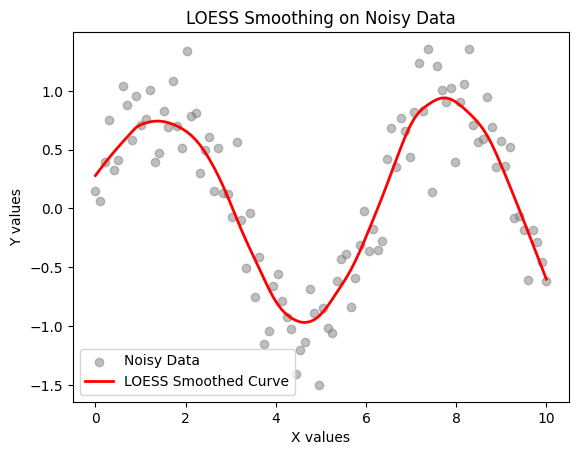 LOESS Smoothing on Noisy Data
Y values
1.0
0.5
0.0
−0.5
−1.0
−1.5
Noisy Data
LOESS Smoothed Curve
0
2
4
6
8
10
X values